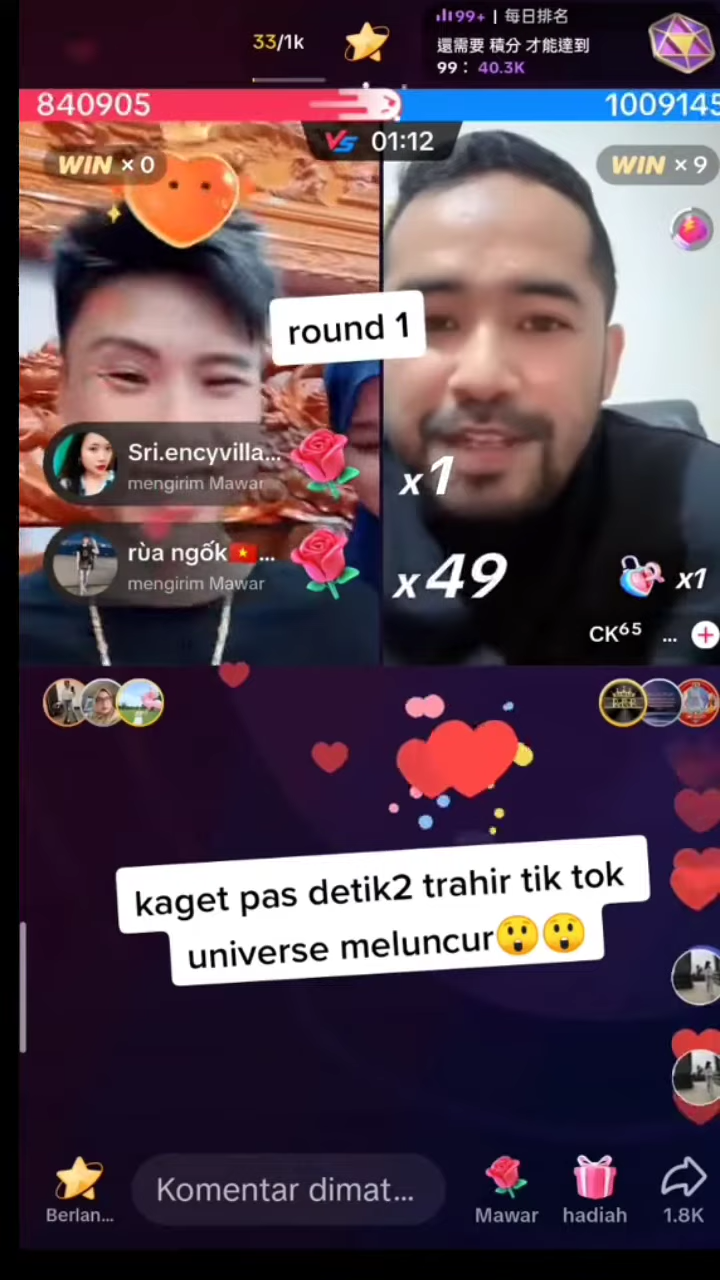 33/1k
99+ | 每日排名
還需要 積分 才能達到
99： 40.3K
840905
1009145
VS 01:12
WIN × 0
WIN × 9
round 1
Sri.encyvilla...
mengirim Mawar
x1
rùa ngốk🇻🇳...
mengirim Mawar
x49
x1
CK⁶⁵ ...
kaget pas detik2 trahir tik tok
universe meluncur😲😲
Komentar dimat...
Berlan...
Mawar
hadiah
1.8K